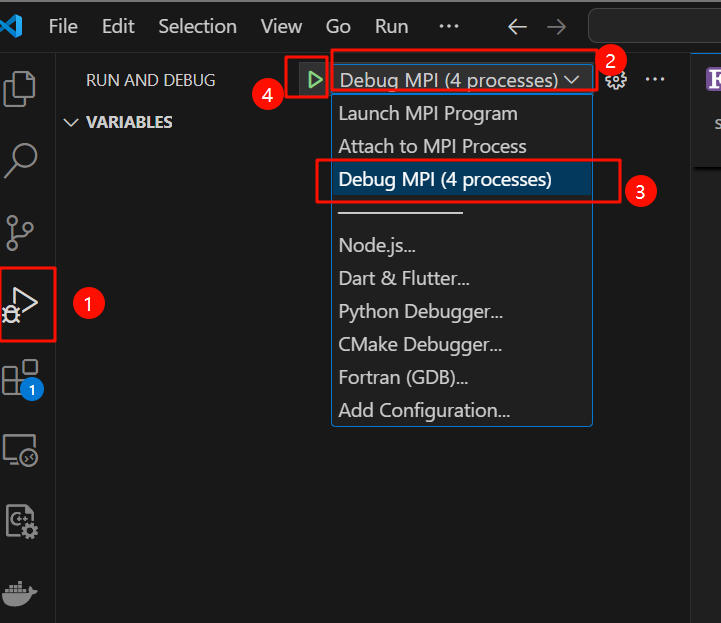 File Edit Selection View Go Run ...
RUN AND DEBUG
4
Debug MPI (4 processes)
2
...
VARIABLES
Launch MPI Program
Attach to MPI Process
Debug MPI (4 processes)
3
Node.js...
Dart & Flutter...
1
Python Debugger...
CMake Debugger...
Fortran (GDB)...
1
Add Configuration...
C++